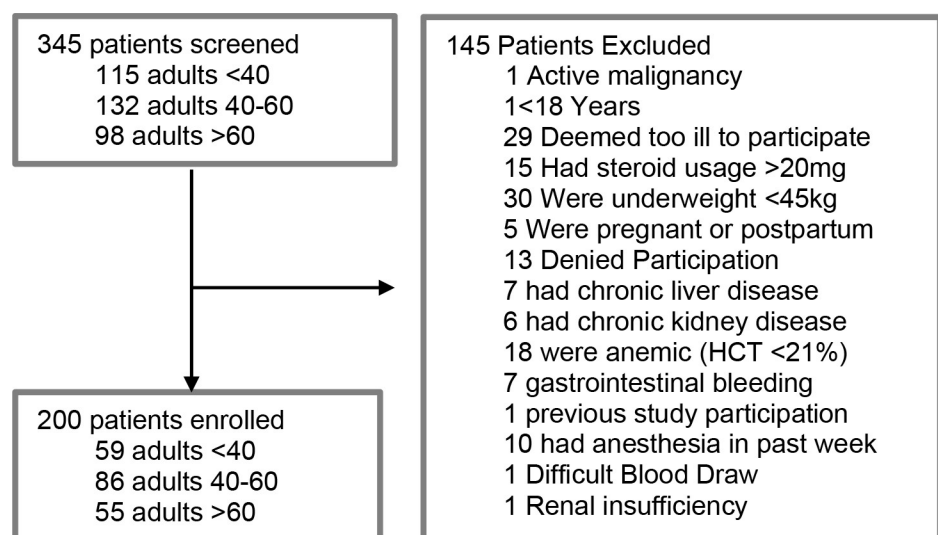 345 patients screened
115 adults <40
132 adults 40-60
98 adults >60
145 Patients Excluded
1 Active malignancy
1<18 Years
29 Deemed too ill to participate
15 Had steroid usage >20mg
30 Were underweight <45kg
5 Were pregnant or postpartum
13 Denied Participation
7 had chronic liver disease
6 had chronic kidney disease
18 were anemic (HCT <21%)
7 gastrointestinal bleeding
1 previous study participation
10 had anesthesia in past week
1 Difficult Blood Draw
1 Renal insufficiency
200 patients enrolled
59 adults <40
86 adults 40-60
55 adults >60